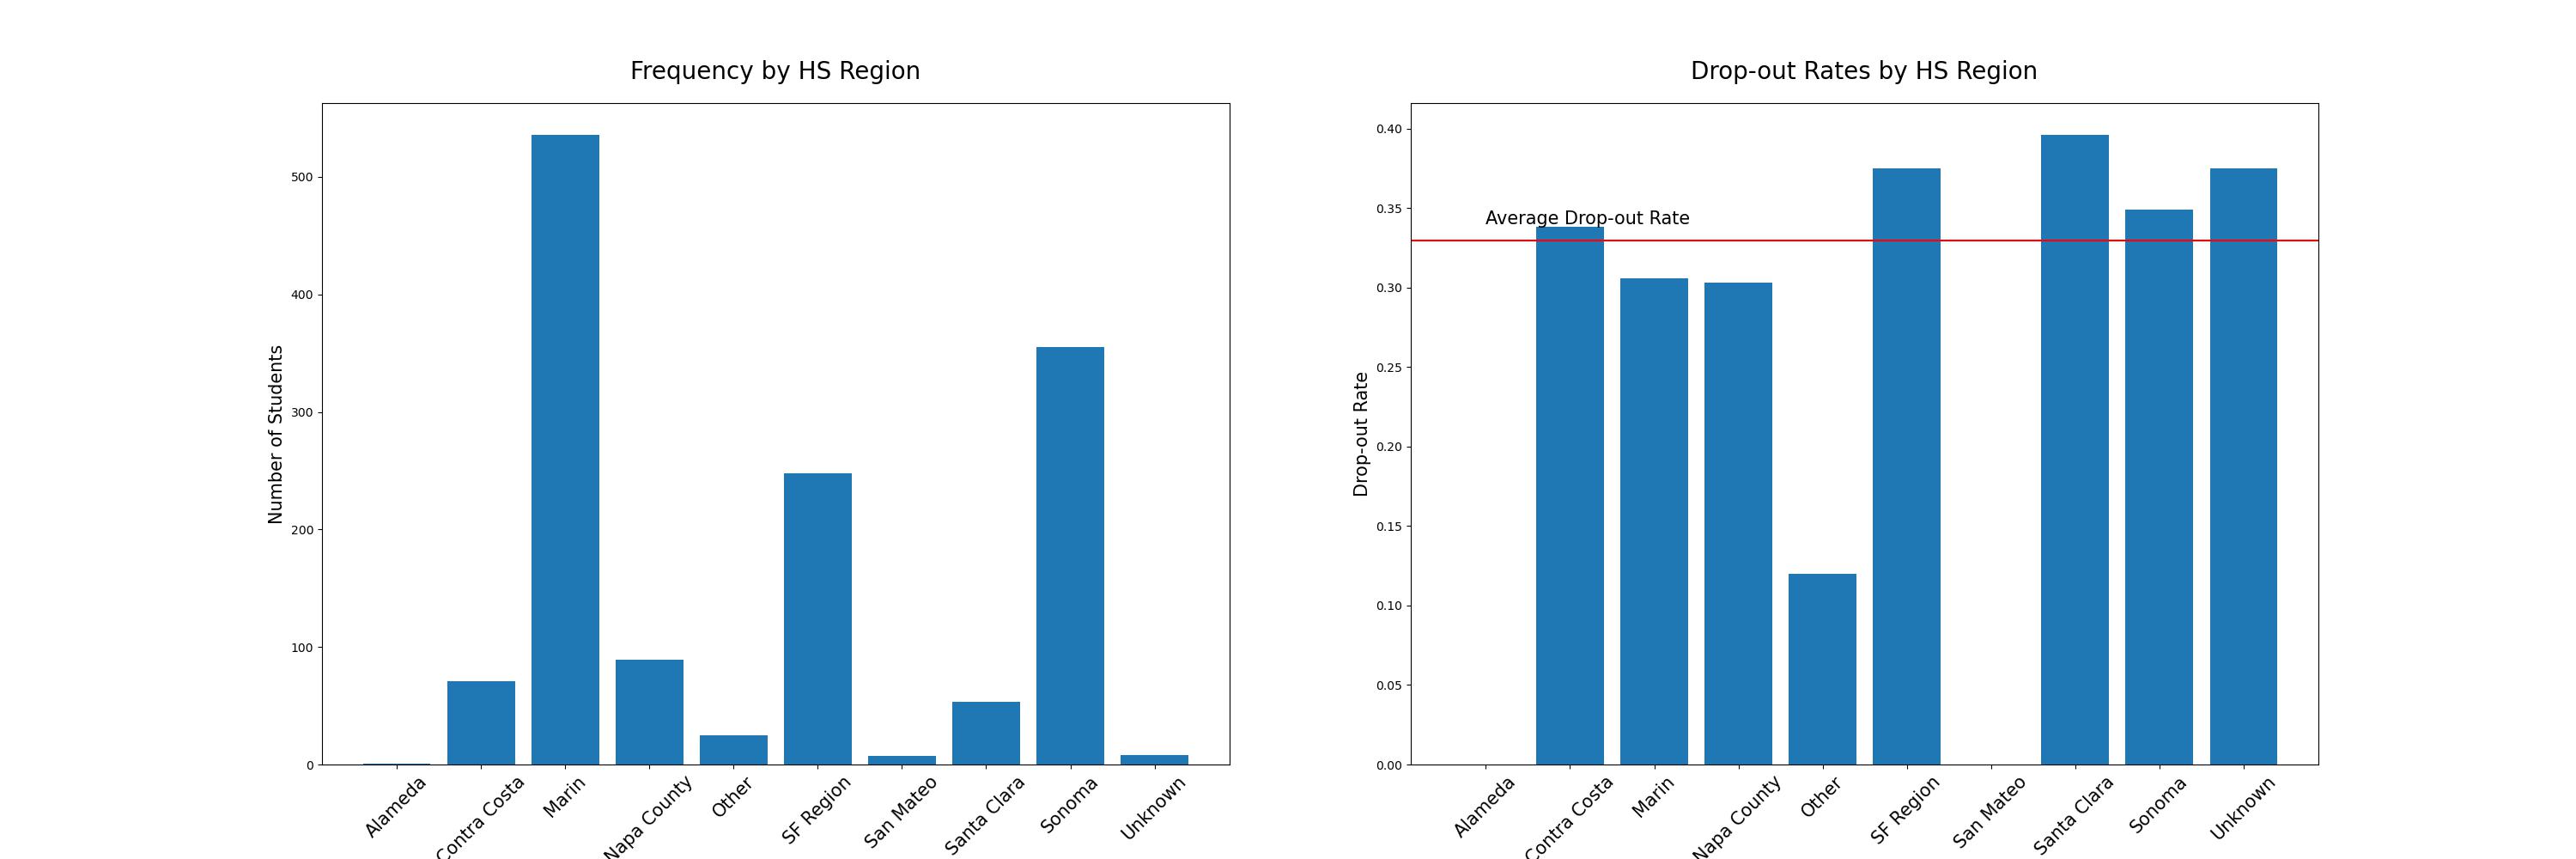 Frequency by HS Region
Number of Students
500
400
300
200
100
0
Alameda
Contra Costa
Marin
Napa County
Other
SF Region
San Mateo
Santa Clara
Sonoma
Unknown
Drop-out Rates by HS Region
Drop-out Rate
0.40
0.35
0.30
0.25
0.20
0.15
0.10
0.05
0.00
Average Drop-out Rate
Alameda
Contra Costa
Marin
Napa County
Other
SF Region
San Mateo
Santa Clara
Sonoma
Unknown